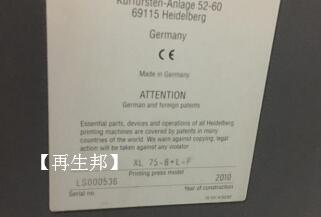 Kurfürsten-Anlage 52-60
69115 Heidelberg
Germany
CE
Made in Germany
ATTENTION
German and foreign patents
Essential parts, devices and operations of all Heidelberg
printing machines are covered by patents in many
countries of the world. We warn against copying; legal
action will be taken against any violator
【再生邦】
XL 75-8+L-F
Printing press model
LS000536 2010
Serial no. Year of construction